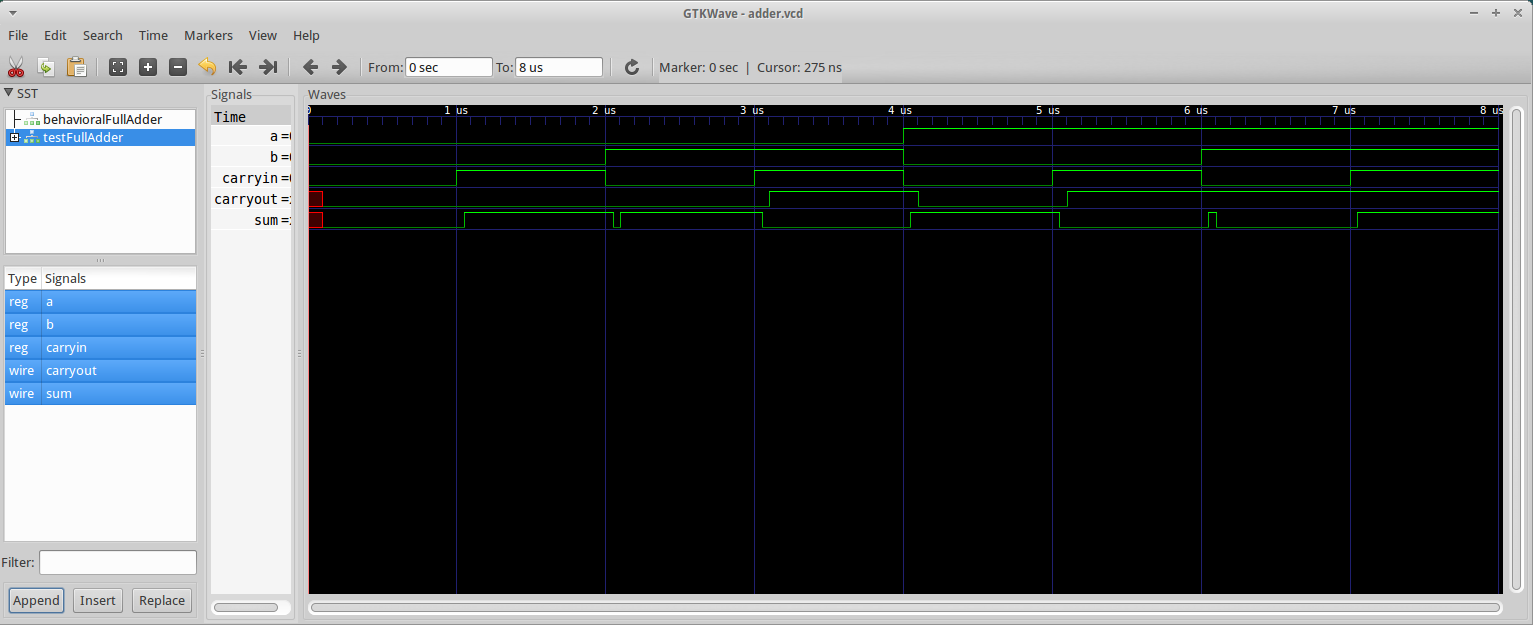 GTKWave - adder.vcd
File Edit Search Time Markers View Help
From: 0 sec To: 8 us Marker: 0 sec | Cursor: 275 ns
SST
behavioralFullAdder
testFullAdder
Type Signals
reg a
reg b
reg carryin
wire carryout
wire sum
Filter:
Append Insert Replace
Signals
Time
a =
b =
carryin =
carryout =
sum =
Waves
0 1 us 2 us 3 us 4 us 5 us 6 us 7 us 8 us